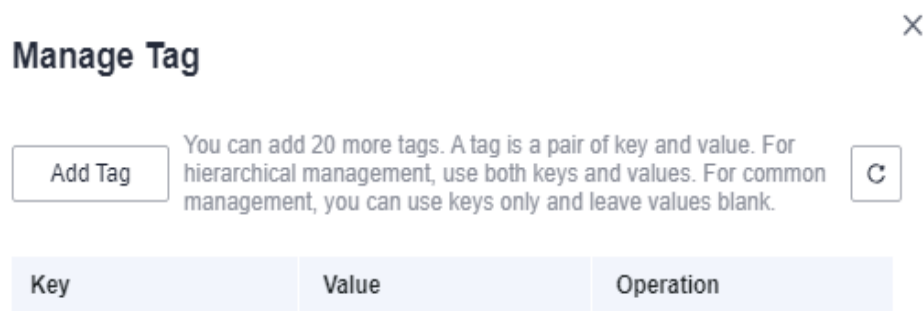 Manage Tag
Add Tag
You can add 20 more tags. A tag is a pair of key and value. For
hierarchical management, use both keys and values. For common
management, you can use keys only and leave values blank.
Key Value Operation